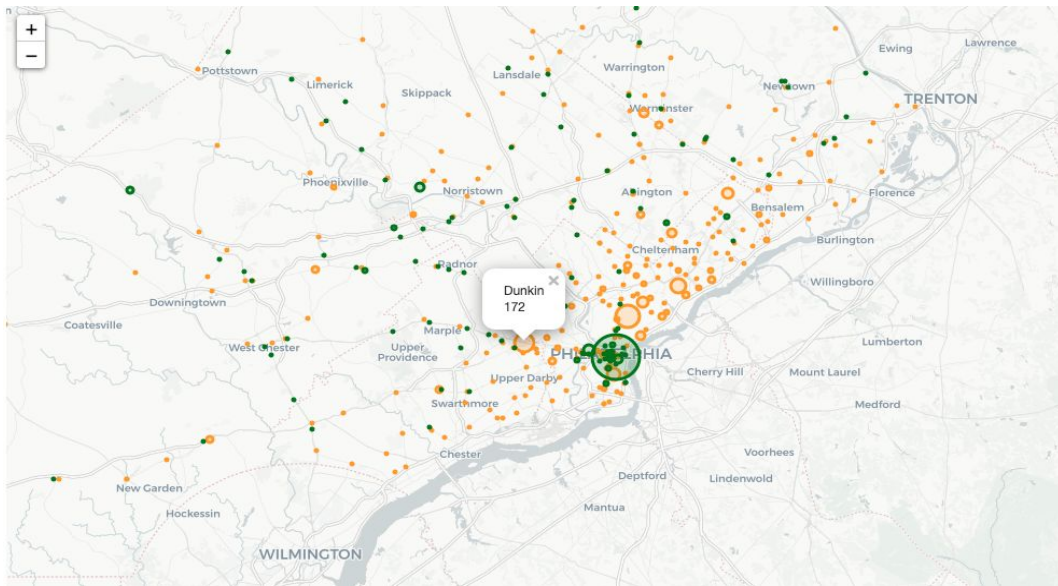 +
−
Pottstown
Limerick
Skippack
Lansdale
Warrington
Warminster
Newtown
Ewing
Lawrence
TRENTON
Phoenixville
Norristown
Abington
Bensalem
Florence
Cheltenham
Burlington
Radnor
Willingboro
Dunkin
172
×
Downingtown
Coatesville
West Chester
Marple
Upper
Providence
PHILADELPHIA
Lumberton
Upper Darby
Cherry Hill
Mount Laurel
Swarthmore
Medford
Chester
Voorhees
New Garden
Deptford
Lindenwold
Hockessin
Mantua
WILMINGTON